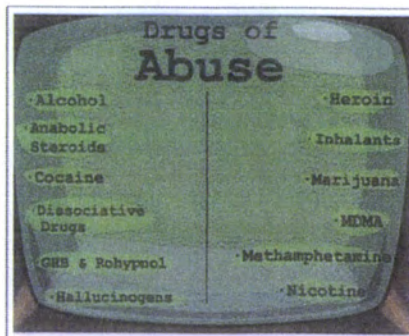 Drugs of
Abuse
·Alcohol
·Anabolic
Steroids
·Cocaine
·Dissociative
Drugs
·GHB & Rohypnol
·Hallucinogens
·Heroin
·Inhalants
·Marijuana
·MDMA
·Methamphetamine
·Nicotine